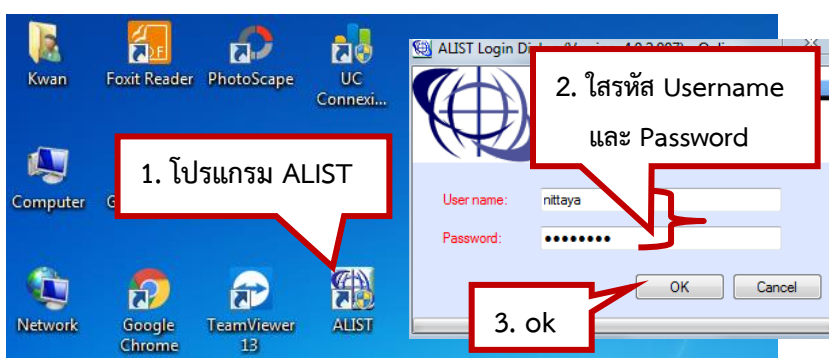 Kwan
Foxit Reader
PhotoScape
UC
Connexi...
Computer
Network
Google
Chrome
TeamViewer
13
ALIST
1. โปรแกรม ALIST
ALIST Login
2. ใสรหัส Username
และ Password
User name:
nittaya
Password:
••••••••
OK
Cancel
3. ok